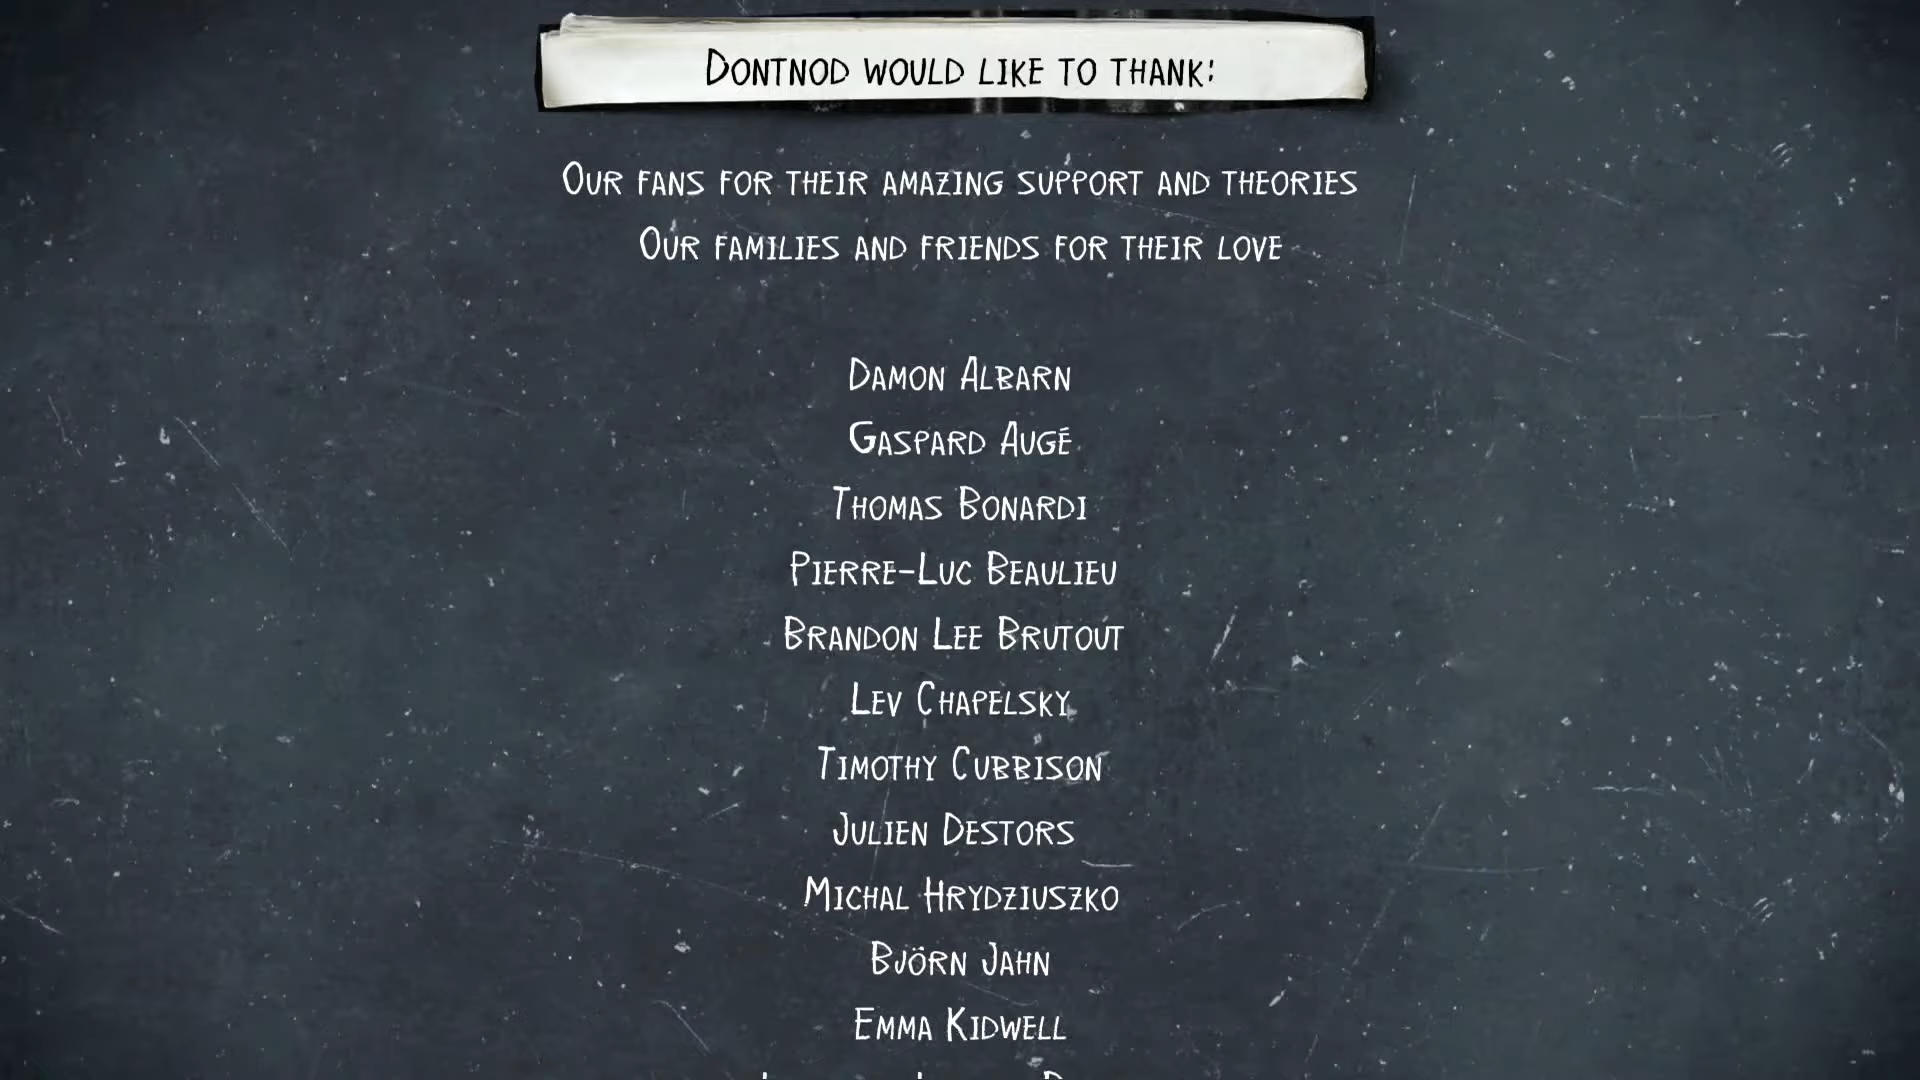 Dontnod would like to thank:
Our fans for their amazing support and theories
Our families and friends for their love
Damon Albarn
Gaspard Augé
Thomas Bonardi
Pierre-Luc Beaulieu
Brandon Lee Brutout
Lev Chapelsky
Timothy Cubbison
Julien Destors
Michal Hrydziuszko
Björn Jahn
Emma Kidwell